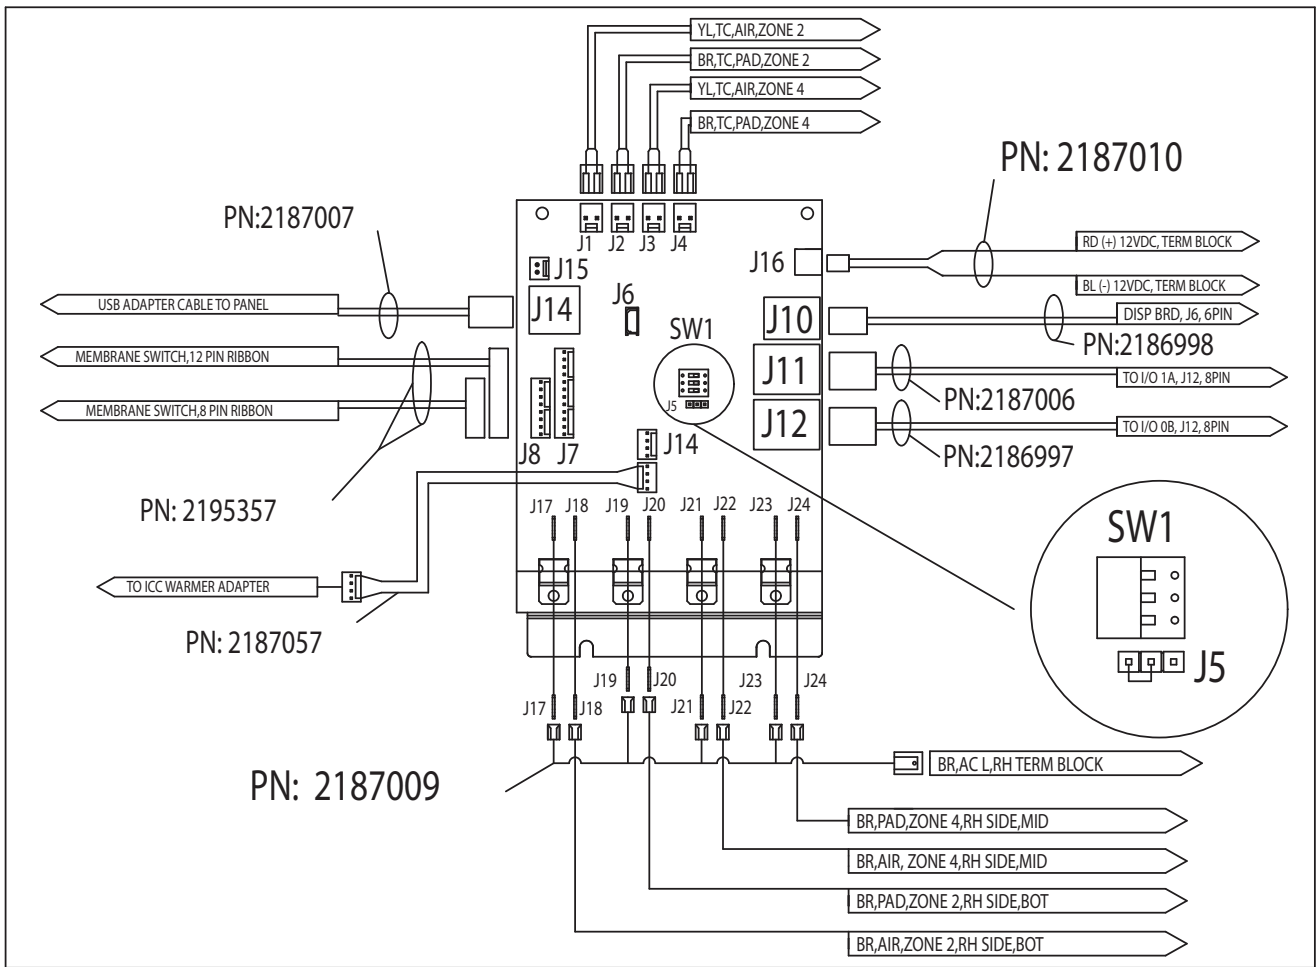 YL,TC,AIR,ZONE 2
BR,TC,PAD,ZONE 2
YL,TC,AIR,ZONE 4
BR,TC,PAD,ZONE 4
PN: 2187010
PN:2187007
J1
J2
J3
J4
J16
RD (+) 12VDC, TERM BLOCK
BL (-) 12VDC, TERM BLOCK
J15
J6
J14
USB ADAPTER CABLE TO PANEL
SW1
J10
DISP BRD, J6, 6PIN
PN:2186998
MEMBRANE SWITCH,12 PIN RIBBON
J11
TO I/O 1A, J12, 8PIN
PN:2187006
MEMBRANE SWITCH,8 PIN RIBBON
J5
J12
TO I/O 0B, J12, 8PIN
PN:2186997
J8
J7
J14
PN: 2195357
J17
J18
J19
J20
J21
J22
J23
J24
SW1
TO ICC WARMER ADAPTER
PN: 2187057
J5
J19
J20
J23
J24
J17
J18
J21
J22
PN: 2187009
BR,AC L,RH TERM BLOCK
BR,PAD,ZONE 4,RH SIDE,MID
BR,AIR, ZONE 4,RH SIDE,MID
BR,PAD,ZONE 2,RH SIDE,BOT
BR,AIR,ZONE 2,RH SIDE,BOT